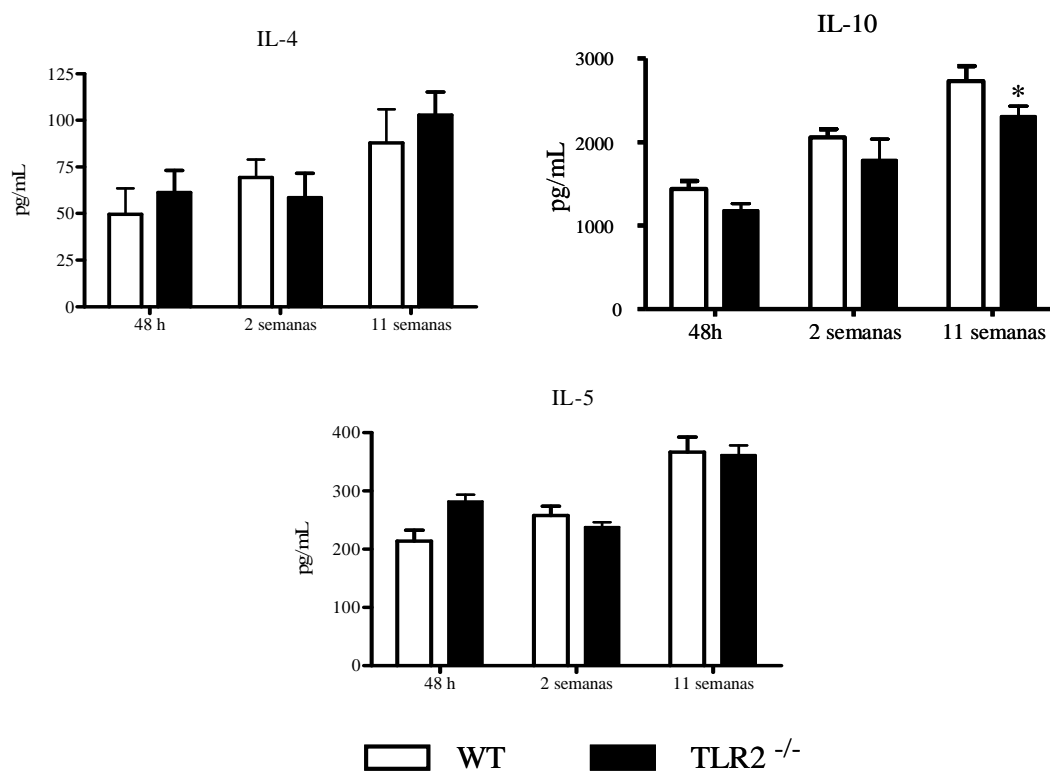 IL-4
125
100
75
50
25
0
pg/mL
48 h
2 semanas
11 semanas
IL-10
3000
2000
1000
0
pg/mL
*
48h
2 semanas
11 semanas
IL-5
400
300
200
100
0
pg/mL
48 h
2 semanas
11 semanas
WT
TLR2 -/-